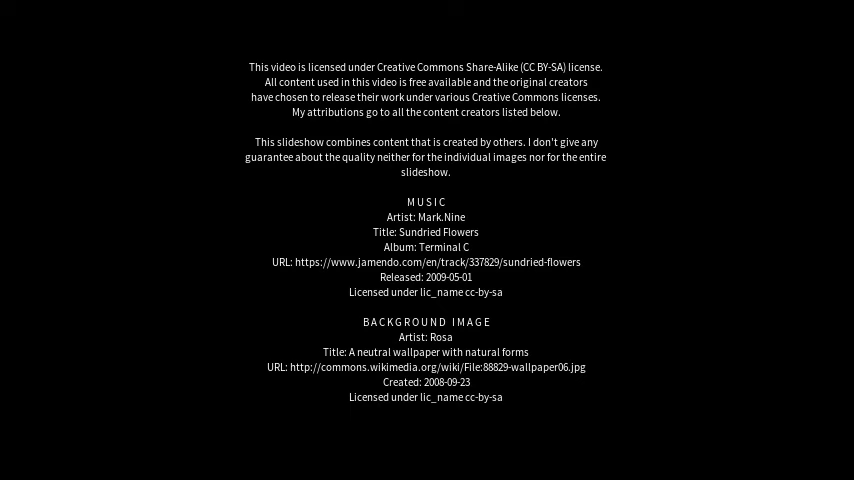 This video is licensed under Creative Commons Share-Alike (CC BY-SA) license.
All content used in this video is free available and the original creators
have chosen to release their work under various Creative Commons licenses.
My attributions go to all the content creators listed below.
This slideshow combines content that is created by others. I don't give any
guarantee about the quality neither for the individual images nor for the entire
slideshow.
MUSIC
Artist: Mark.Nine
Title: Sundried Flowers
Album: Terminal C
URL: https://www.jamendo.com/en/track/337829/sundried-flowers
Released: 2009-05-01
Licensed under lic_name cc-by-sa
BACKGROUND IMAGE
Artist: Rosa
Title: A neutral wallpaper with natural forms
URL: http://commons.wikimedia.org/wiki/File:88829-wallpaper06.jpg
Created: 2008-09-23
Licensed under lic_name cc-by-sa